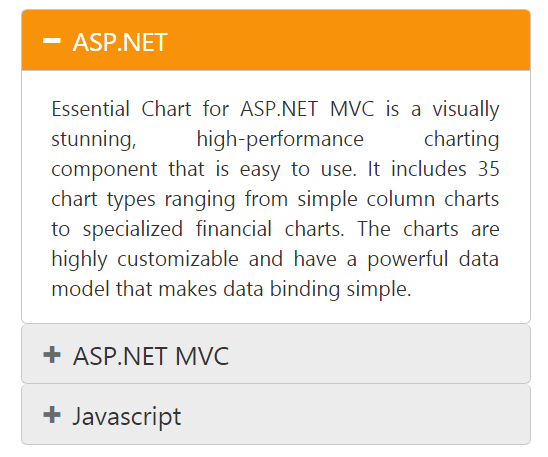 ASP.NET
Essential Chart for ASP.NET MVC is a visually
stunning, high-performance charting
component that is easy to use. It includes 35
chart types ranging from simple column charts
to specialized financial charts. The charts are
highly customizable and have a powerful data
model that makes data binding simple.
ASP.NET MVC
Javascript